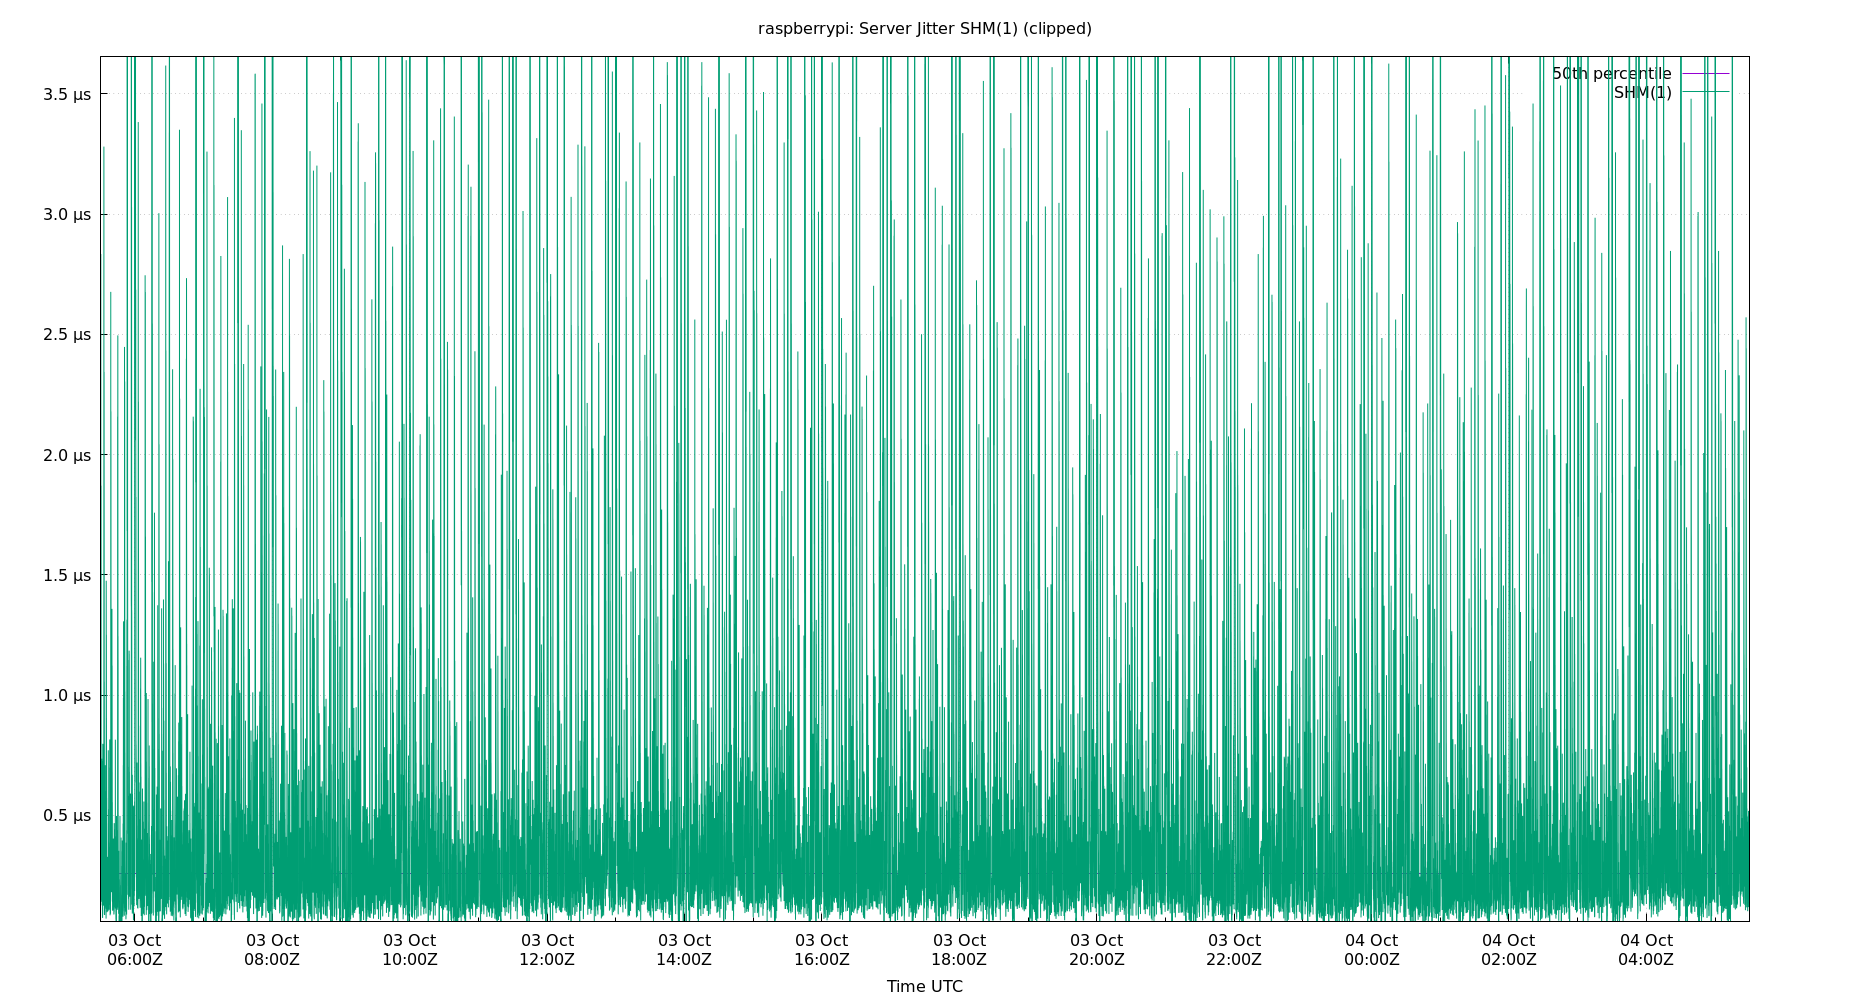 raspberrypi: Server Jitter SHM(1) (clipped)
50th percentile
SHM(1)
3.5 μs
3.0 μs
2.5 μs
2.0 μs
1.5 μs
1.0 μs
0.5 μs
03 Oct 03 Oct 03 Oct 03 Oct 03 Oct 03 Oct 03 Oct 03 Oct 03 Oct 04 Oct 04 Oct 04 Oct
06:00Z 08:00Z 10:00Z 12:00Z 14:00Z 16:00Z 18:00Z 20:00Z 22:00Z 00:00Z 02:00Z 04:00Z
Time UTC